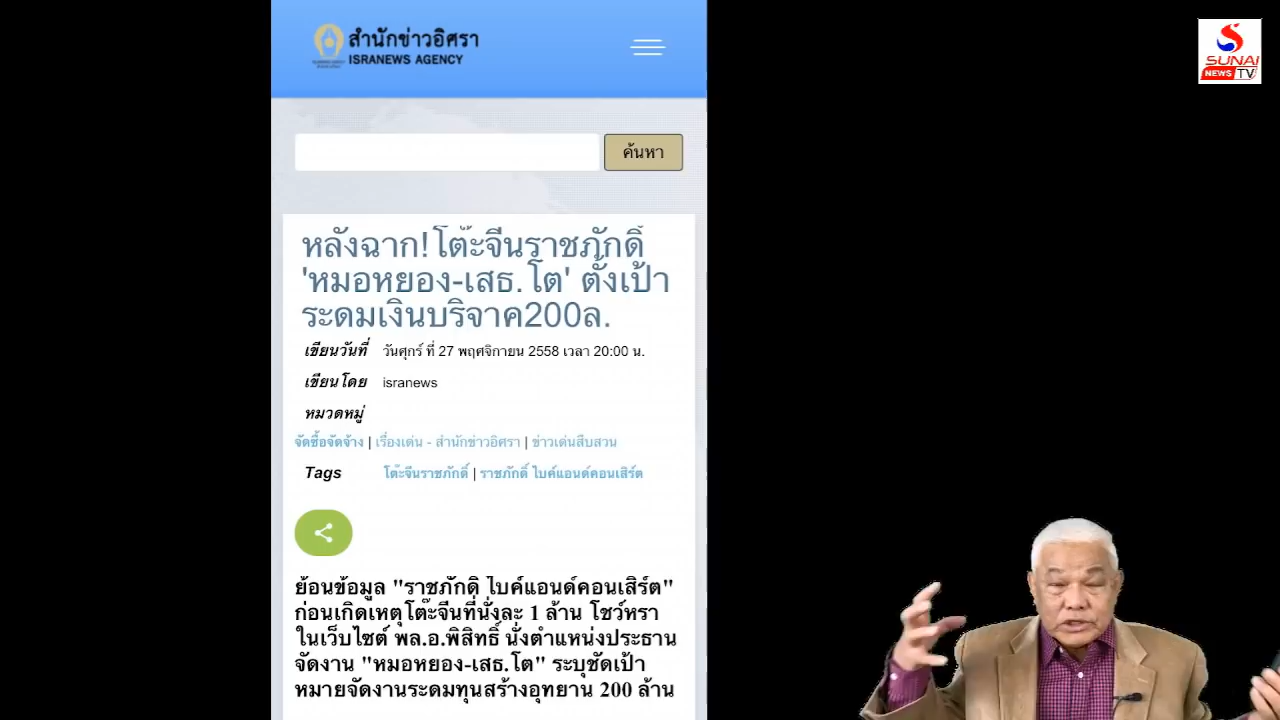 สำนักข่าวอิศรา
ISRANEWS AGENCY
SUNAI
NEWS TV
ค้นหา
หลังฉาก!โต๊ะจีนราชภักดิ์
'หมอหยอง-เสธ.โต' ตั้งเป้า
ระดมเงินบริจาค200ล.
เขียนวันที่ วันศุกร์ ที่ 27 พฤศจิกายน 2558 เวลา 20:00 น.
เขียนโดย isranews
หมวดหมู่
จัดซื้อจัดจ้าง | เรื่องเด่น - สำนักข่าวอิศรา | ข่าวเด่นสืบสวน
Tags โต๊ะจีนราชภักดิ์ | ราชภักดิ์ ไบค์แอนด์คอนเสิร์ต
ย้อนข้อมูล "ราชภักดิ ไบค์แอนด์คอนเสิร์ต"
ก่อนเกิดเหตุโต๊ะจีนที่นั่งละ 1 ล้าน โชว์หรา
ในเว็บไซต์ พล.อ.พิสิทธิ์ นั่งตำแหน่งประธาน
จัดงาน "หมอหยอง-เสธ.โต" ระบุชัดเป้า
หมายจัดงานระดมทุนสร้างอุทยาน 200 ล้าน